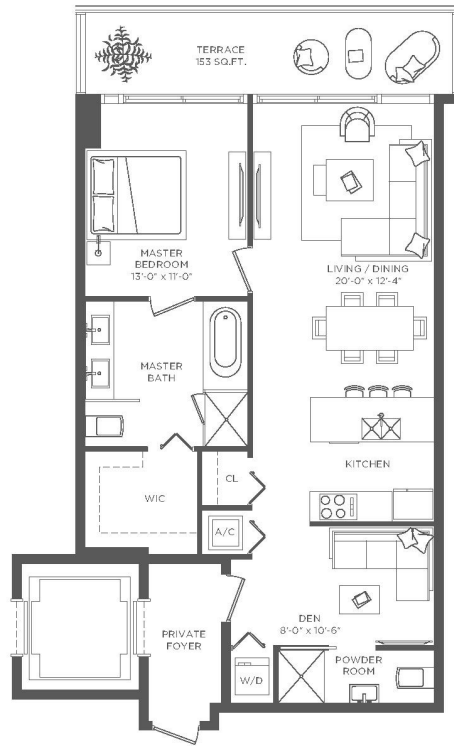 TERRACE
153 SQ.FT.
MASTER
BEDROOM
13'-0" x 11'-0"
LIVING / DINING
20'-0" x 12'-4"
MASTER
BATH
KITCHEN
CL
WIC
A/C
DEN
8'-0" x 10'-6"
PRIVATE
FOYER
POWDER
ROOM
W/D